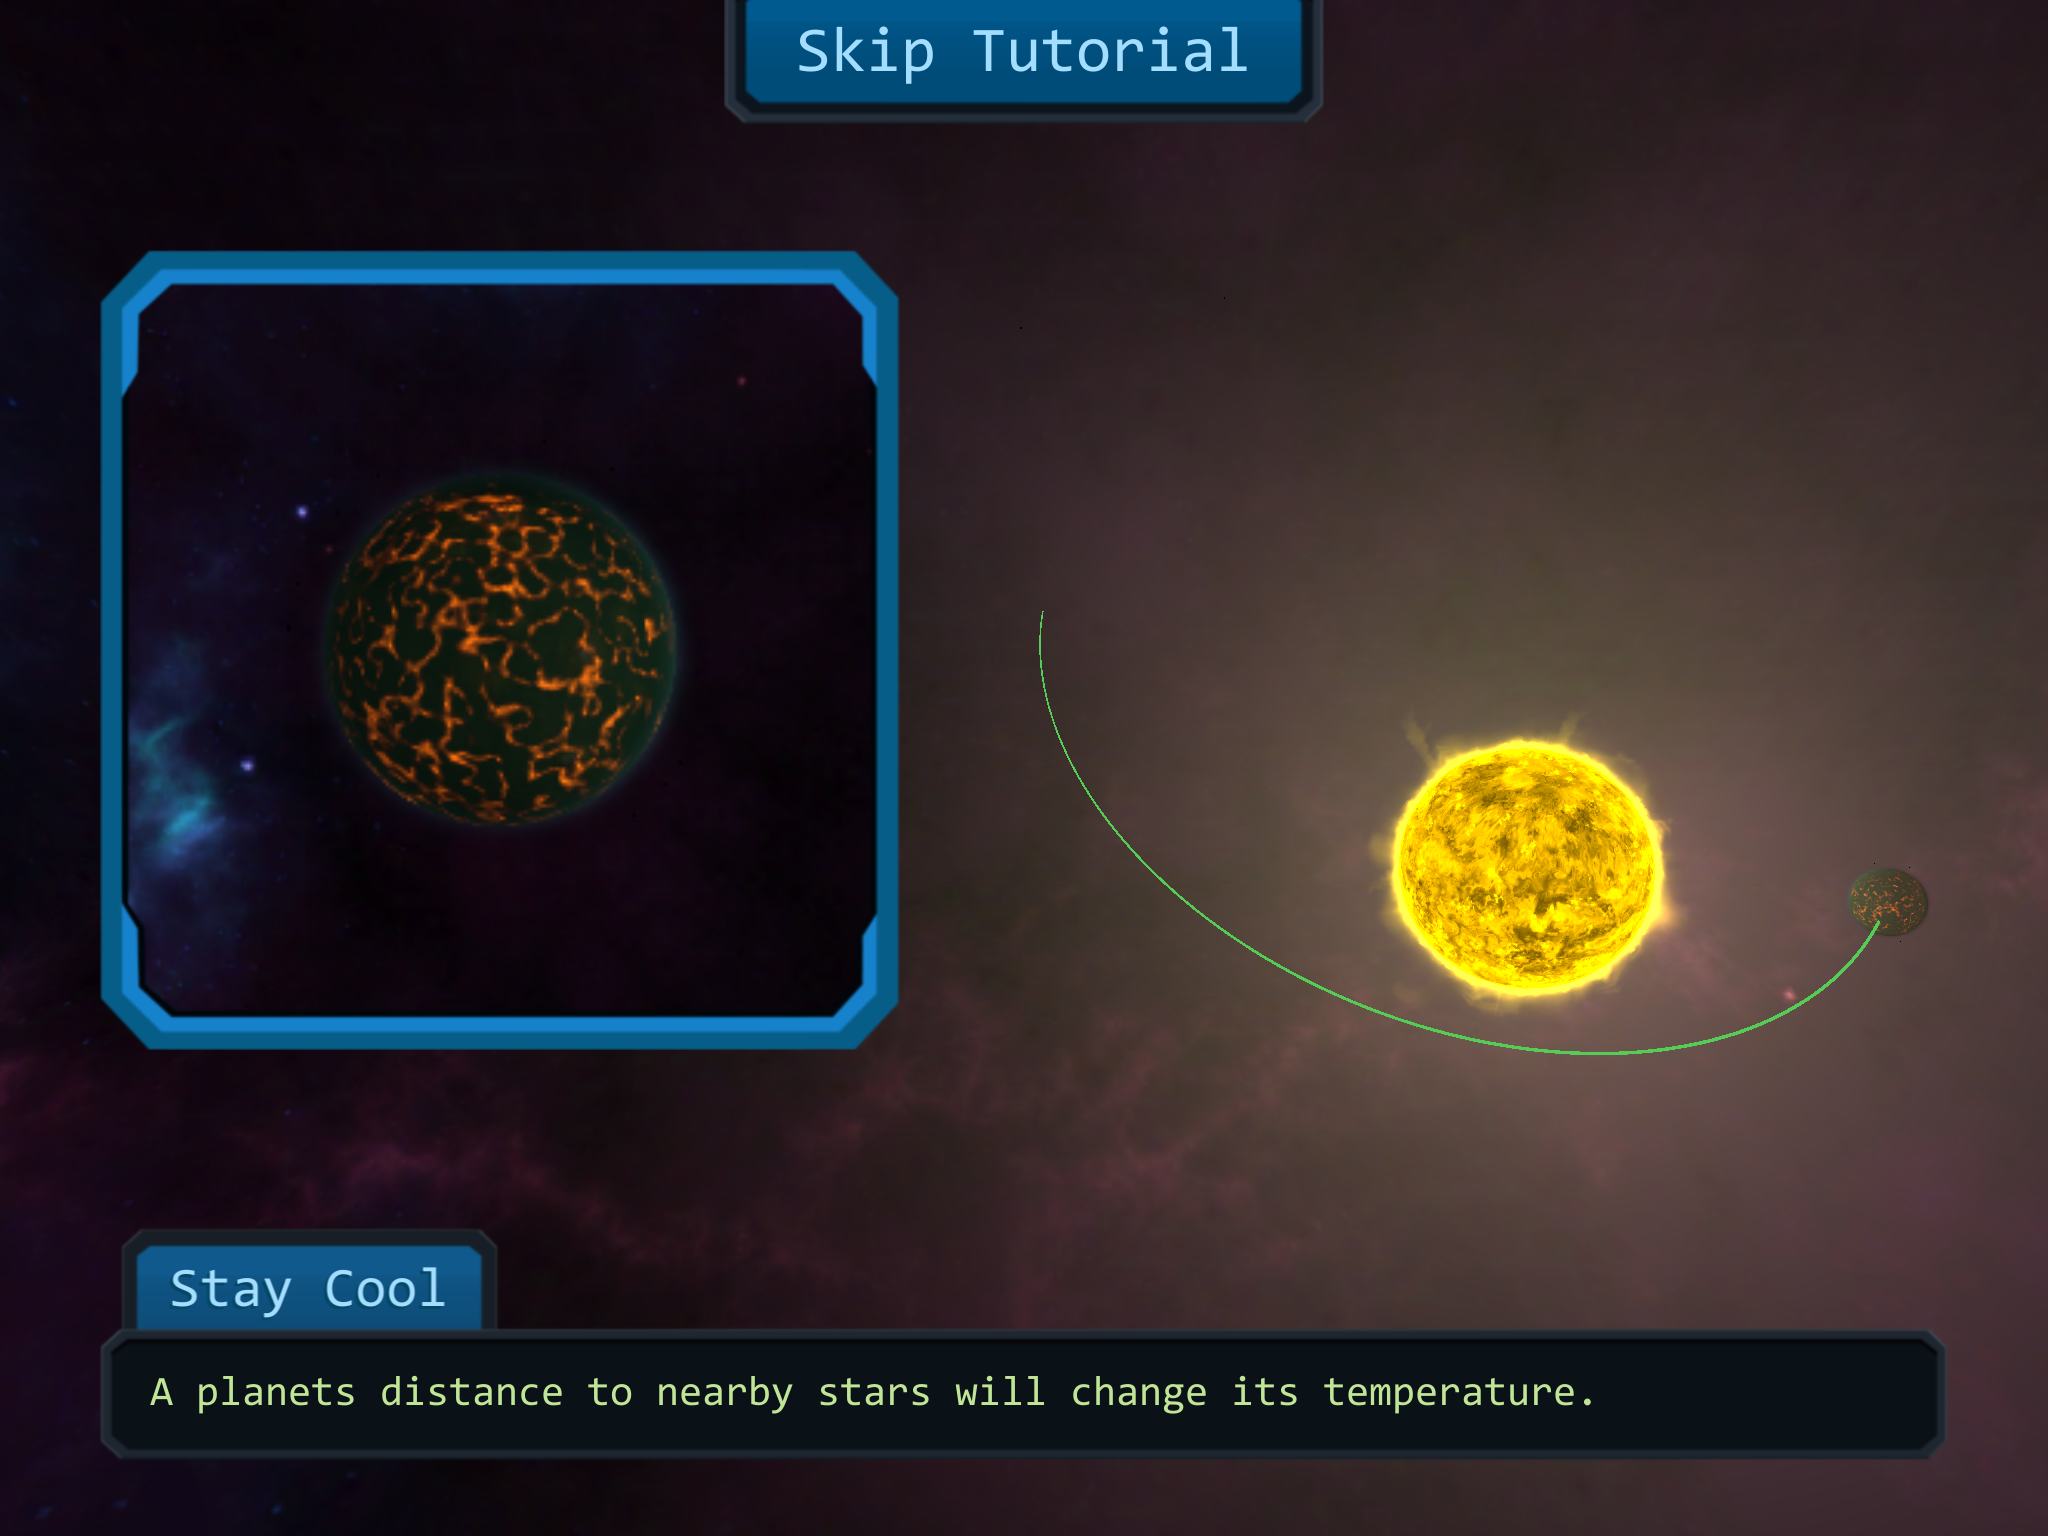 Skip Tutorial
Stay Cool
A planets distance to nearby stars will change its temperature.